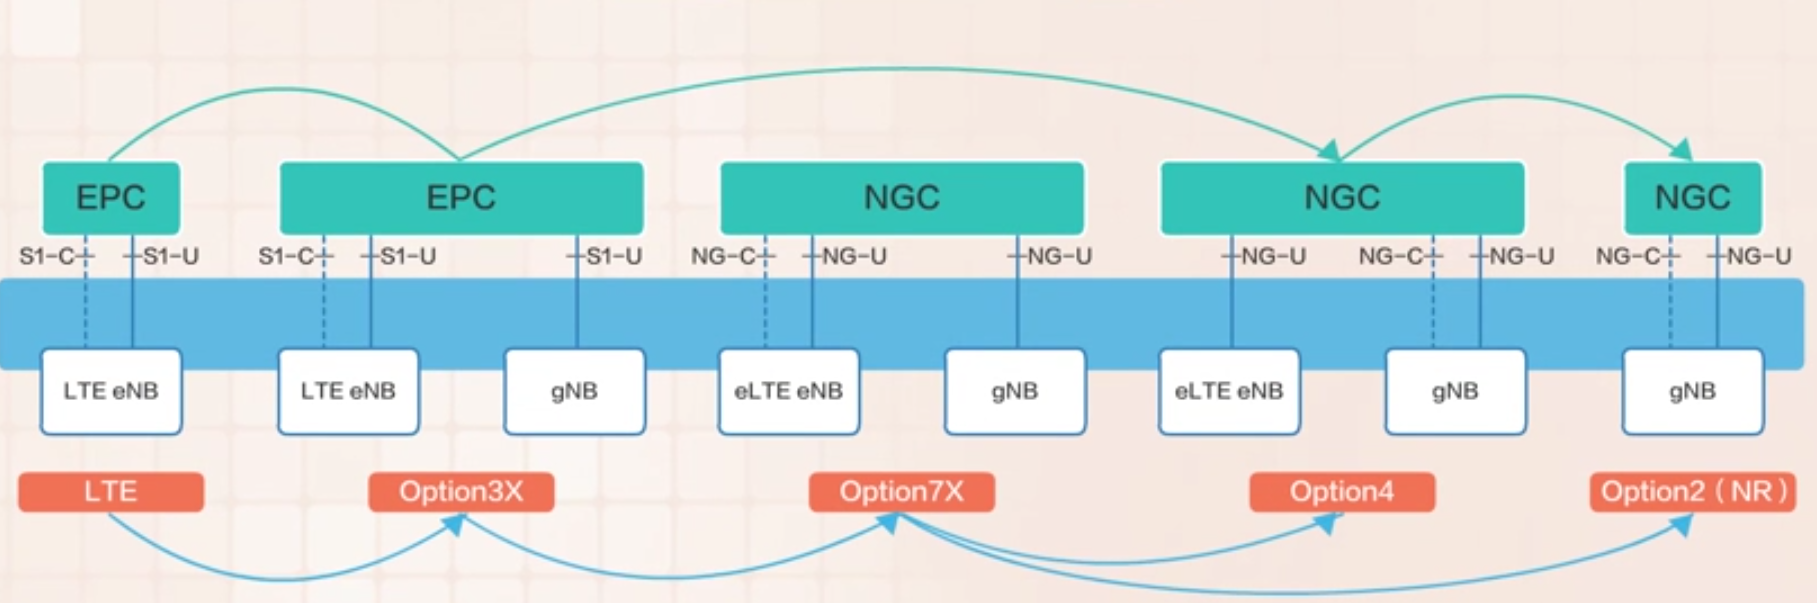 EPC
EPC
NGC
NGC
NGC
S1-C
S1-U
S1-C
S1-U
S1-U
NG-C
NG-U
NG-U
NG-U
NG-C
NG-U
NG-C
NG-U
LTE eNB
LTE eNB
gNB
eLTE eNB
gNB
eLTE eNB
gNB
gNB
LTE
Option3X
Option7X
Option4
Option2（NR）